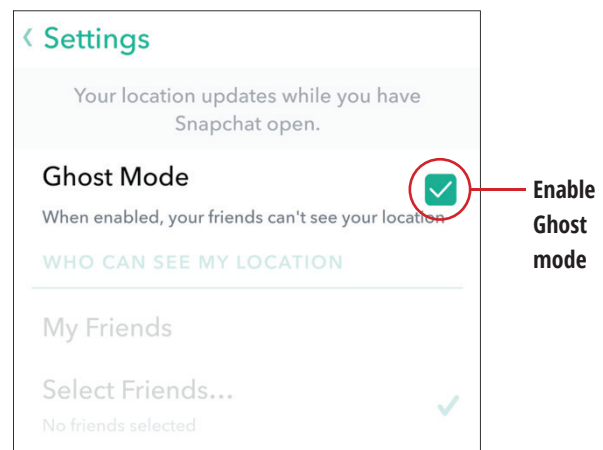 Settings
Your location updates while you have
Snapchat open.
Ghost Mode
When enabled, your friends can't see your location
WHO CAN SEE MY LOCATION
My Friends
Select Friends...
No friends selected
Enable
Ghost
mode